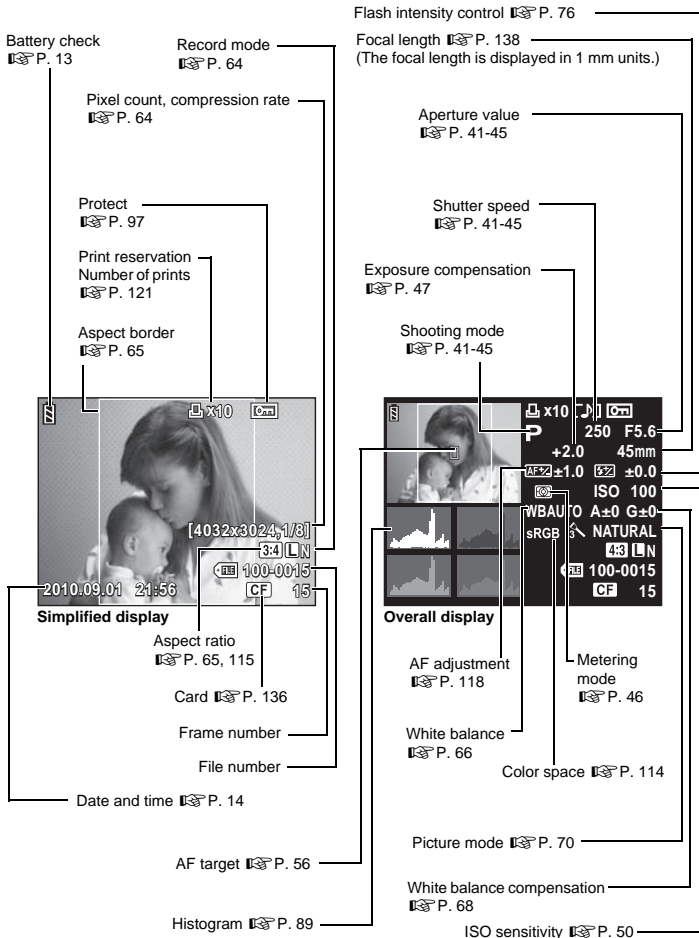 Flash intensity control ☞ P. 76
Battery check
☞ P. 13
Record mode
☞ P. 64
Focal length ☞ P. 138
(The focal length is displayed in 1 mm units.)
Pixel count, compression rate
☞ P. 64
Aperture value
☞ P. 41-45
Protect
☞ P. 97
Shutter speed
☞ P. 41-45
Print reservation
Number of prints
☞ P. 121
Exposure compensation
☞ P. 47
Aspect border
☞ P. 65
Shooting mode
☞ P. 41-45
x10
[4032x3024,1/8]
3:4 L N
FILE 100-0015
2010.09.01 21:56 CF 15
Simplified display
x10
P 250 F5.6
+2.0 45mm
AF ±1.0 ±0.0
ISO 100
WBAUTO A±0 G±0
sRGB NATURAL
4:3 L N
FILE 100-0015
CF 15
Overall display
Aspect ratio
☞ P. 65, 115
Card ☞ P. 136
Frame number
File number
Date and time ☞ P. 14
AF adjustment
☞ P. 118
Metering
mode
☞ P. 46
White balance
☞ P. 66
Color space ☞ P. 114
Picture mode ☞ P. 70
AF target ☞ P. 56
White balance compensation
☞ P. 68
Histogram ☞ P. 89
ISO sensitivity ☞ P. 50